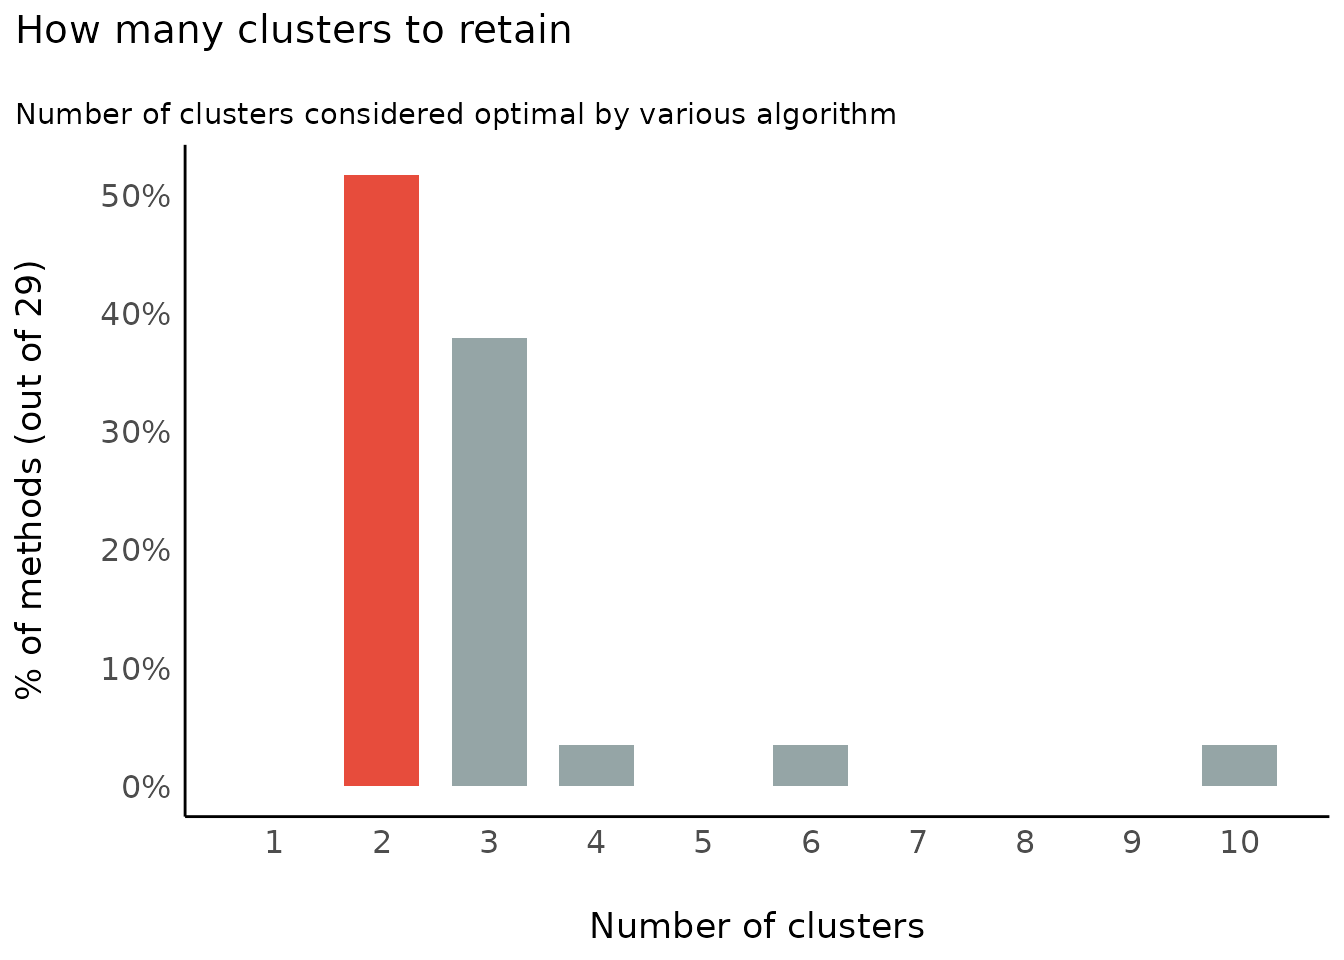 How many clusters to retain
Number of clusters considered optimal by various algorithm
% of methods (out of 29)
50%
40%
30%
20%
10%
0%
1 2 3 4 5 6 7 8 9 10
Number of clusters